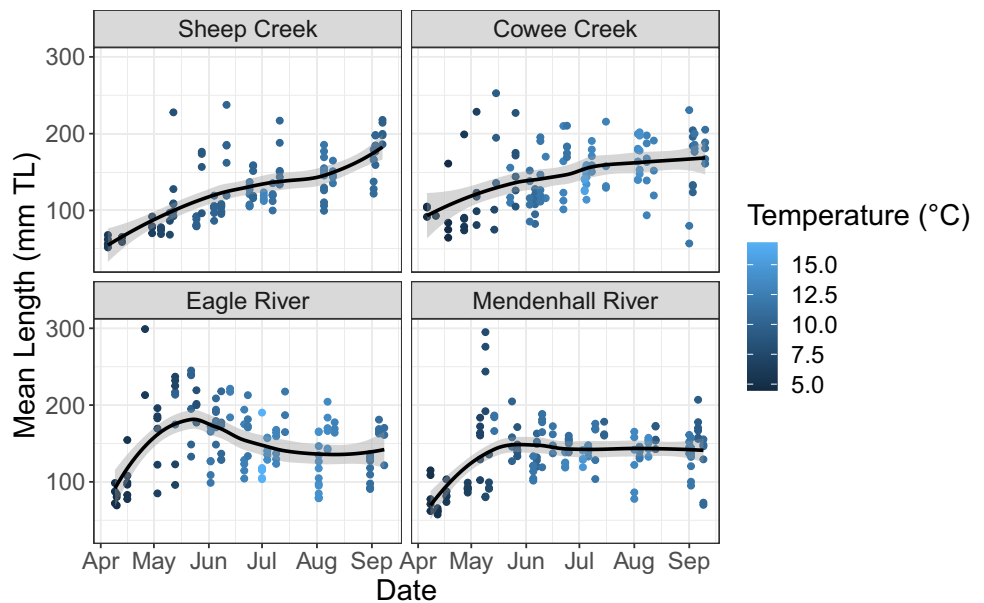 Sheep Creek
Cowee Creek
300
200
100
Eagle River
Mendenhall River
300
200
100
Mean Length (mm TL)
Apr May Jun Jul Aug Sep
Apr May Jun Jul Aug Sep
Date
Temperature (°C)
15.0
12.5
10.0
7.5
5.0